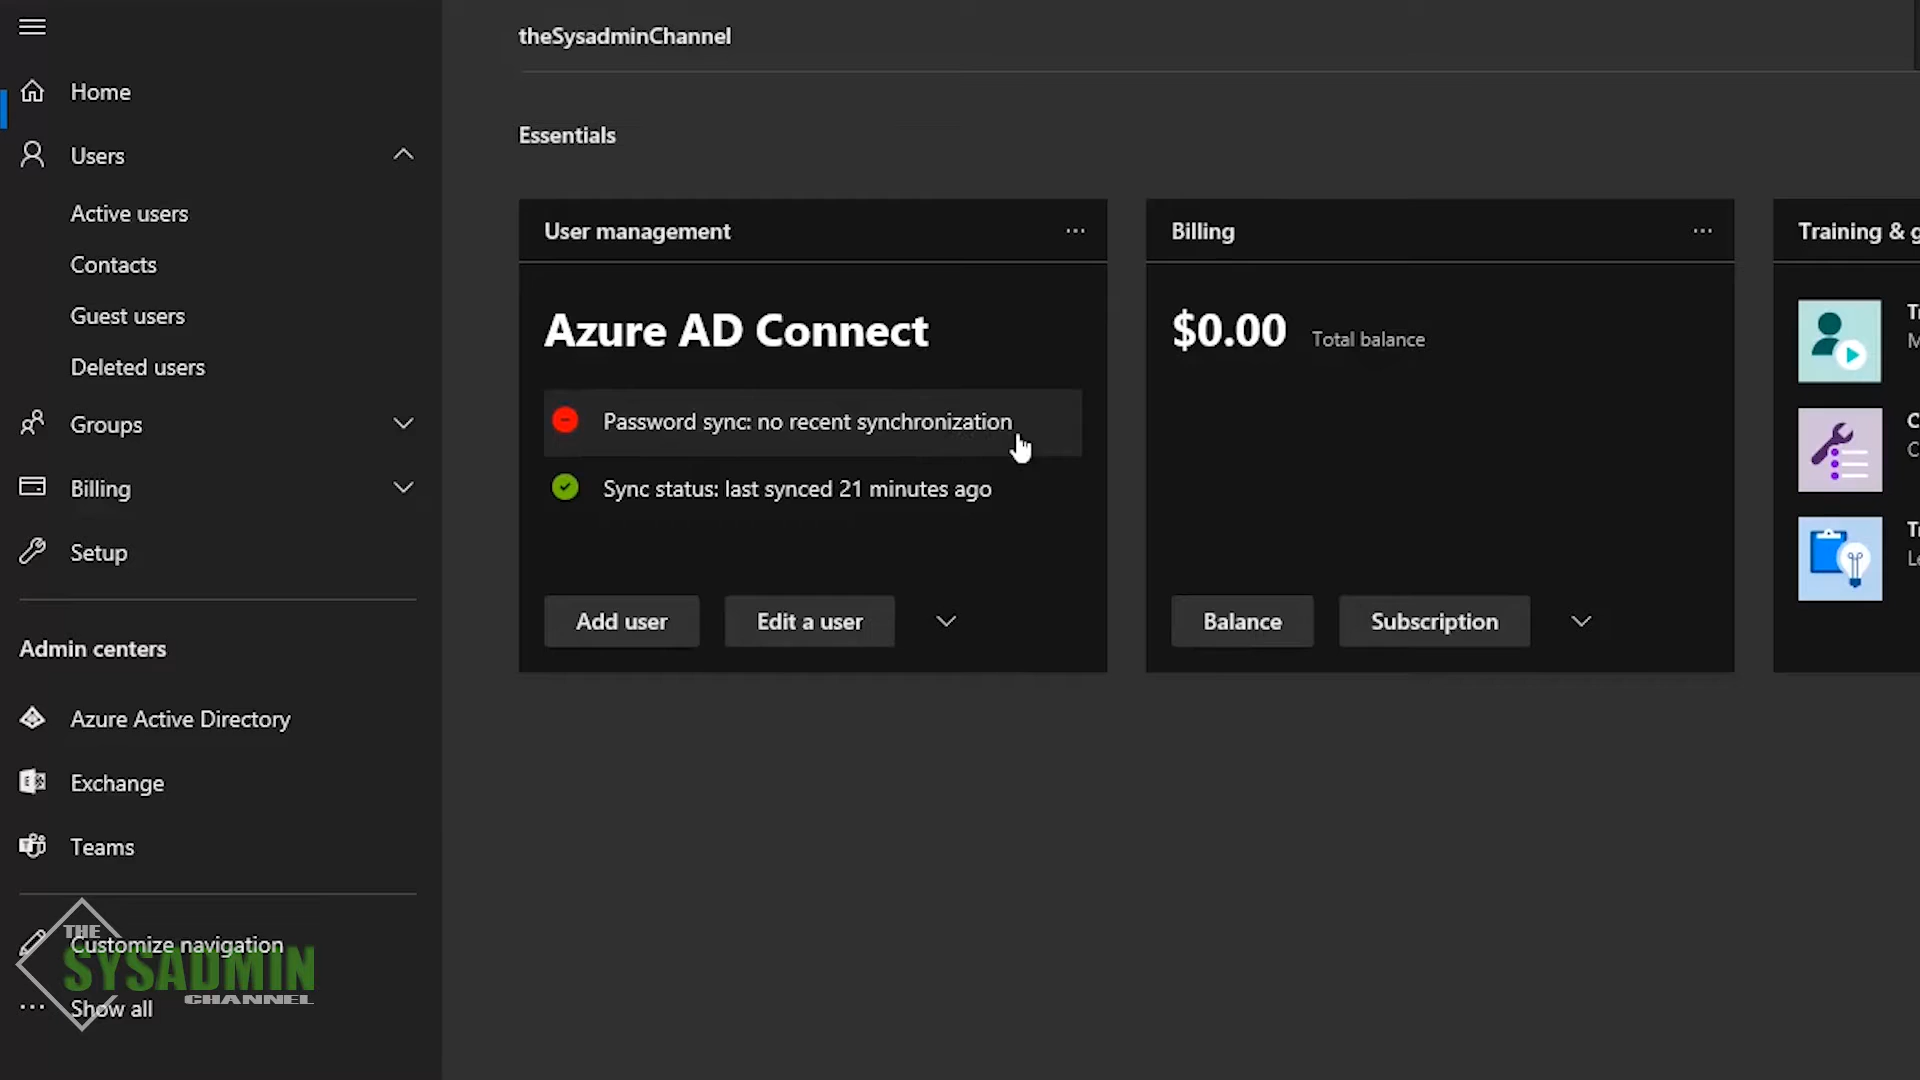 theSysadminChannel
Home
Users
Active users
Contacts
Guest users
Deleted users
Groups
Billing
Setup
Admin centers
Azure Active Directory
Exchange
Teams
Customize navigation
Show all
THE
SYSADMIN
CHANNEL
Essentials
User management
Azure AD Connect
Password sync: no recent synchronization
Sync status: last synced 21 minutes ago
Add user
Edit a user
Billing
$0.00 Total balance
Balance
Subscription
Training &